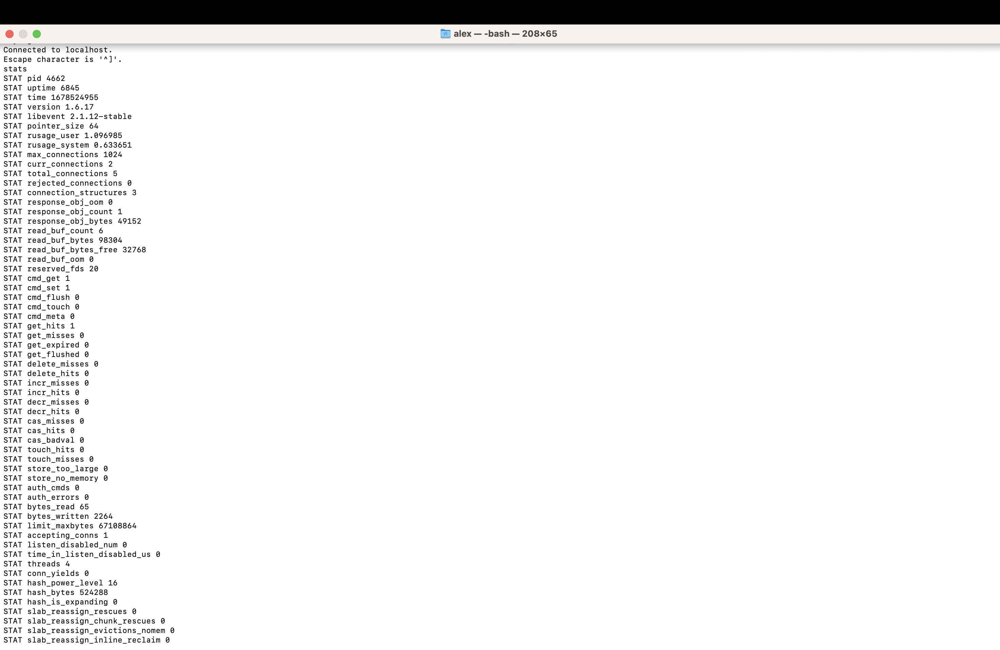 alex — -bash — 208×65
Connected to localhost.
Escape character is '^]'.
stats
STAT pid 4662
STAT uptime 6845
STAT time 1678524955
STAT version 1.6.17
STAT libevent 2.1.12-stable
STAT pointer_size 64
STAT rusage_user 1.096985
STAT rusage_system 0.633651
STAT max_connections 1024
STAT curr_connections 2
STAT total_connections 5
STAT rejected_connections 0
STAT connection_structures 3
STAT response_obj_oom 0
STAT response_obj_count 1
STAT response_obj_bytes 49152
STAT read_buf_count 6
STAT read_buf_bytes 98304
STAT read_buf_bytes_free 32768
STAT read_buf_oom 0
STAT reserved_fds 20
STAT cmd_get 1
STAT cmd_set 1
STAT cmd_flush 0
STAT cmd_touch 0
STAT cmd_meta 0
STAT get_hits 1
STAT get_misses 0
STAT get_expired 0
STAT get_flushed 0
STAT delete_misses 0
STAT delete_hits 0
STAT incr_misses 0
STAT incr_hits 0
STAT decr_misses 0
STAT decr_hits 0
STAT cas_misses 0
STAT cas_hits 0
STAT cas_badval 0
STAT touch_hits 0
STAT touch_misses 0
STAT store_too_large 0
STAT store_no_memory 0
STAT auth_cmds 0
STAT auth_errors 0
STAT bytes_read 65
STAT bytes_written 2264
STAT limit_maxbytes 67108864
STAT accepting_conns 1
STAT listen_disabled_num 0
STAT time_in_listen_disabled_us 0
STAT threads 4
STAT conn_yields 0
STAT hash_power_level 16
STAT hash_bytes 524288
STAT hash_is_expanding 0
STAT slab_reassign_rescues 0
STAT slab_reassign_chunk_rescues 0
STAT slab_reassign_evictions_nomem 0
STAT slab_reassign_inline_reclaim 0